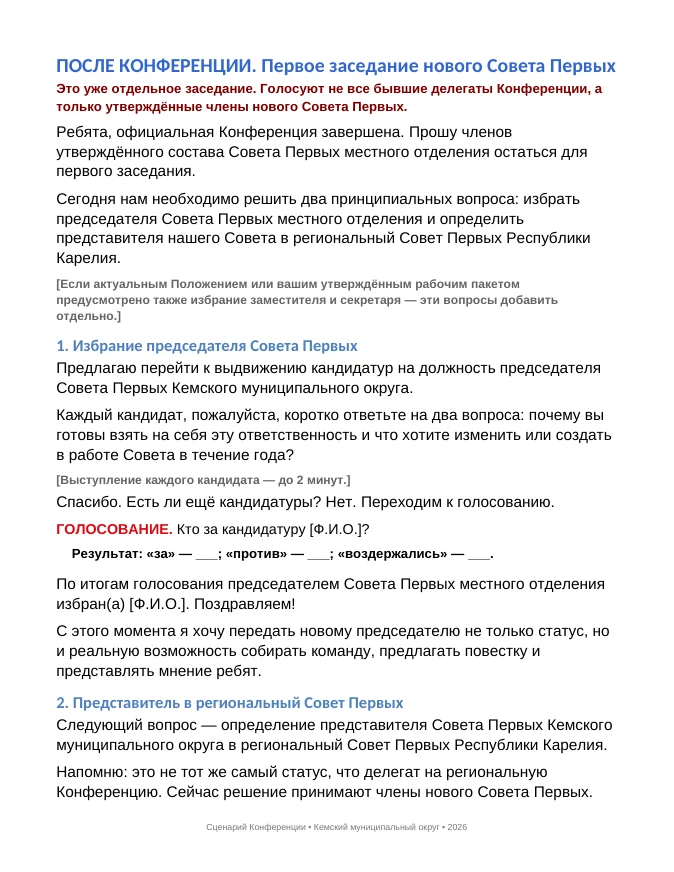 ПОСЛЕ КОНФЕРЕНЦИИ. Первое заседание нового Совета Первых
Это уже отдельное заседание. Голосуют не все бывшие делегаты Конференции, а
только утверждённые члены нового Совета Первых.
Ребята, официальная Конференция завершена. Прошу членов
утверждённого состава Совета Первых местного отделения остаться для
первого заседания.
Сегодня нам необходимо решить два принципиальных вопроса: избрать
председателя Совета Первых местного отделения и определить
представителя нашего Совета в региональный Совет Первых Республики
Карелия.
[Если актуальным Положением или вашим утверждённым рабочим пакетом
предусмотрено также избрание заместителя и секретаря — эти вопросы добавить
отдельно.]
1. Избрание председателя Совета Первых
Предлагаю перейти к выдвижению кандидатур на должность председателя
Совета Первых Кемского муниципального округа.
Каждый кандидат, пожалуйста, коротко ответьте на два вопроса: почему вы
готовы взять на себя эту ответственность и что хотите изменить или создать
в работе Совета в течение года?
[Выступление каждого кандидата — до 2 минут.]
Спасибо. Есть ли ещё кандидатуры? Нет. Переходим к голосованию.
ГОЛОСОВАНИЕ. Кто за кандидатуру [Ф.И.О.]?
Результат: «за» — ___; «против» — ___; «воздержались» — ___.
По итогам голосования председателем Совета Первых местного отделения
избран(а) [Ф.И.О.]. Поздравляем!
С этого момента я хочу передать новому председателю не только статус, но
и реальную возможность собирать команду, предлагать повестку и
представлять мнение ребят.
2. Представитель в региональный Совет Первых
Следующий вопрос — определение представителя Совета Первых Кемского
муниципального округа в региональный Совет Первых Республики Карелия.
Напомню: это не тот же самый статус, что делегат на региональную
Конференцию. Сейчас решение принимают члены нового Совета Первых.
Сценарий Конференции • Кемский муниципальный округ • 2026